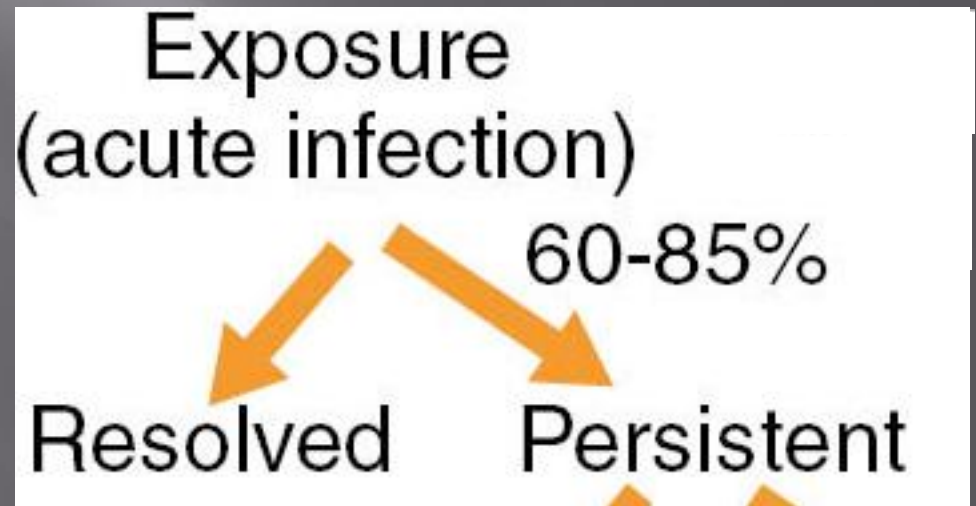 Exposure
(acute infection)
60-85%
Resolved Persistent